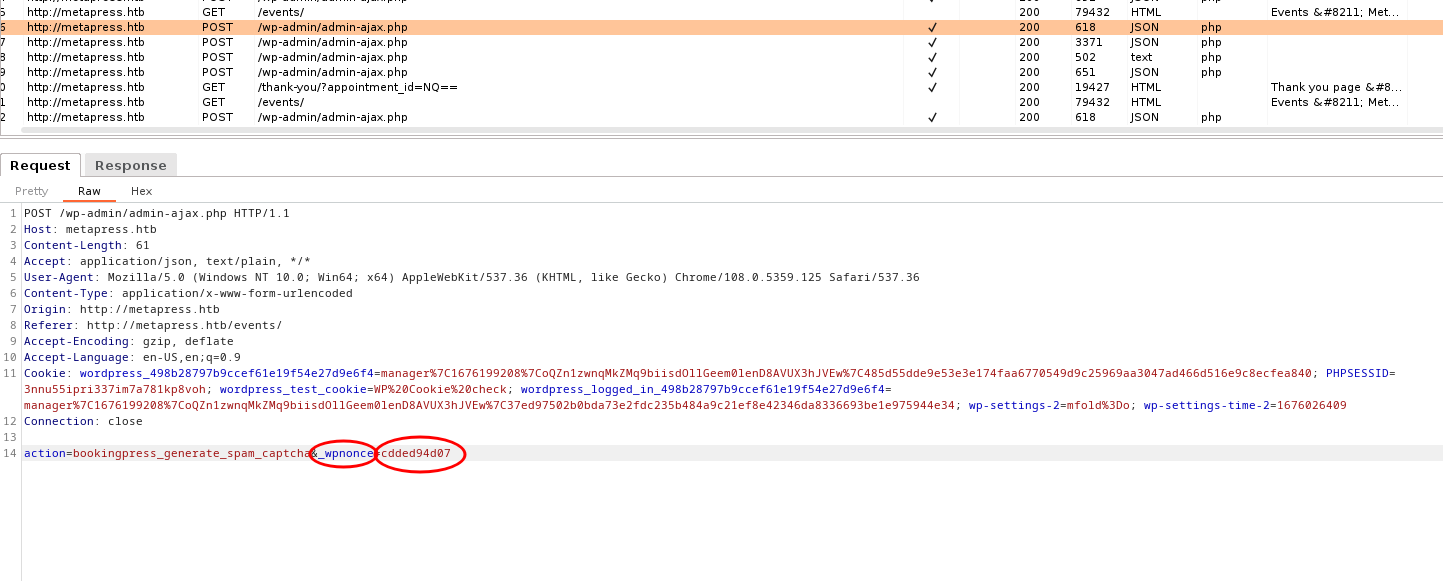 5 http://metapress.htb GET /events/ 200 79432 HTML Events &#8211; Met...
6 http://metapress.htb POST /wp-admin/admin-ajax.php ✓ 200 618 JSON php
7 http://metapress.htb POST /wp-admin/admin-ajax.php ✓ 200 3371 JSON php
8 http://metapress.htb POST /wp-admin/admin-ajax.php ✓ 200 502 text php
9 http://metapress.htb POST /wp-admin/admin-ajax.php ✓ 200 651 JSON php
0 http://metapress.htb GET /thank-you/?appointment_id=NQ== ✓ 200 19427 HTML Thank you page &#8...
1 http://metapress.htb GET /events/ 200 79432 HTML Events &#8211; Met...
2 http://metapress.htb POST /wp-admin/admin-ajax.php ✓ 200 618 JSON php
Request Response
Pretty Raw Hex
1 POST /wp-admin/admin-ajax.php HTTP/1.1
2 Host: metapress.htb
3 Content-Length: 61
4 Accept: application/json, text/plain, */*
5 User-Agent: Mozilla/5.0 (Windows NT 10.0; Win64; x64) AppleWebKit/537.36 (KHTML, like Gecko) Chrome/108.0.5359.125 Safari/537.36
6 Content-Type: application/x-www-form-urlencoded
7 Origin: http://metapress.htb
8 Referer: http://metapress.htb/events/
9 Accept-Encoding: gzip, deflate
10 Accept-Language: en-US,en;q=0.9
11 Cookie: wordpress_498b28797b9ccef61e19f54e27d9e6f4=manager%7C1676199208%7CoQZn1zwnqMkZMq9biisdOllGeem0lenD8AVUX3hJVEw%7C485d55dde9e53e3e174faa6770549d9c25969aa3047ad466d516e9c8ecfea840; PHPSESSID=
3nnu55ipri337im7a781kp8voh; wordpress_test_cookie=WP%20Cookie%20check; wordpress_logged_in_498b28797b9ccef61e19f54e27d9e6f4=
manager%7C1676199208%7CoQZn1zwnqMkZMq9biisdOllGeem0lenD8AVUX3hJVEw%7C37ed97502b0bda73e2fdc235b484a9c21ef8e42346da8336693be1e975944e34; wp-settings-2=mfold%3Do; wp-settings-time-2=1676026409
12 Connection: close
13
14 action=bookingpress_generate_spam_captcha&_wpnonce=cdded94d07